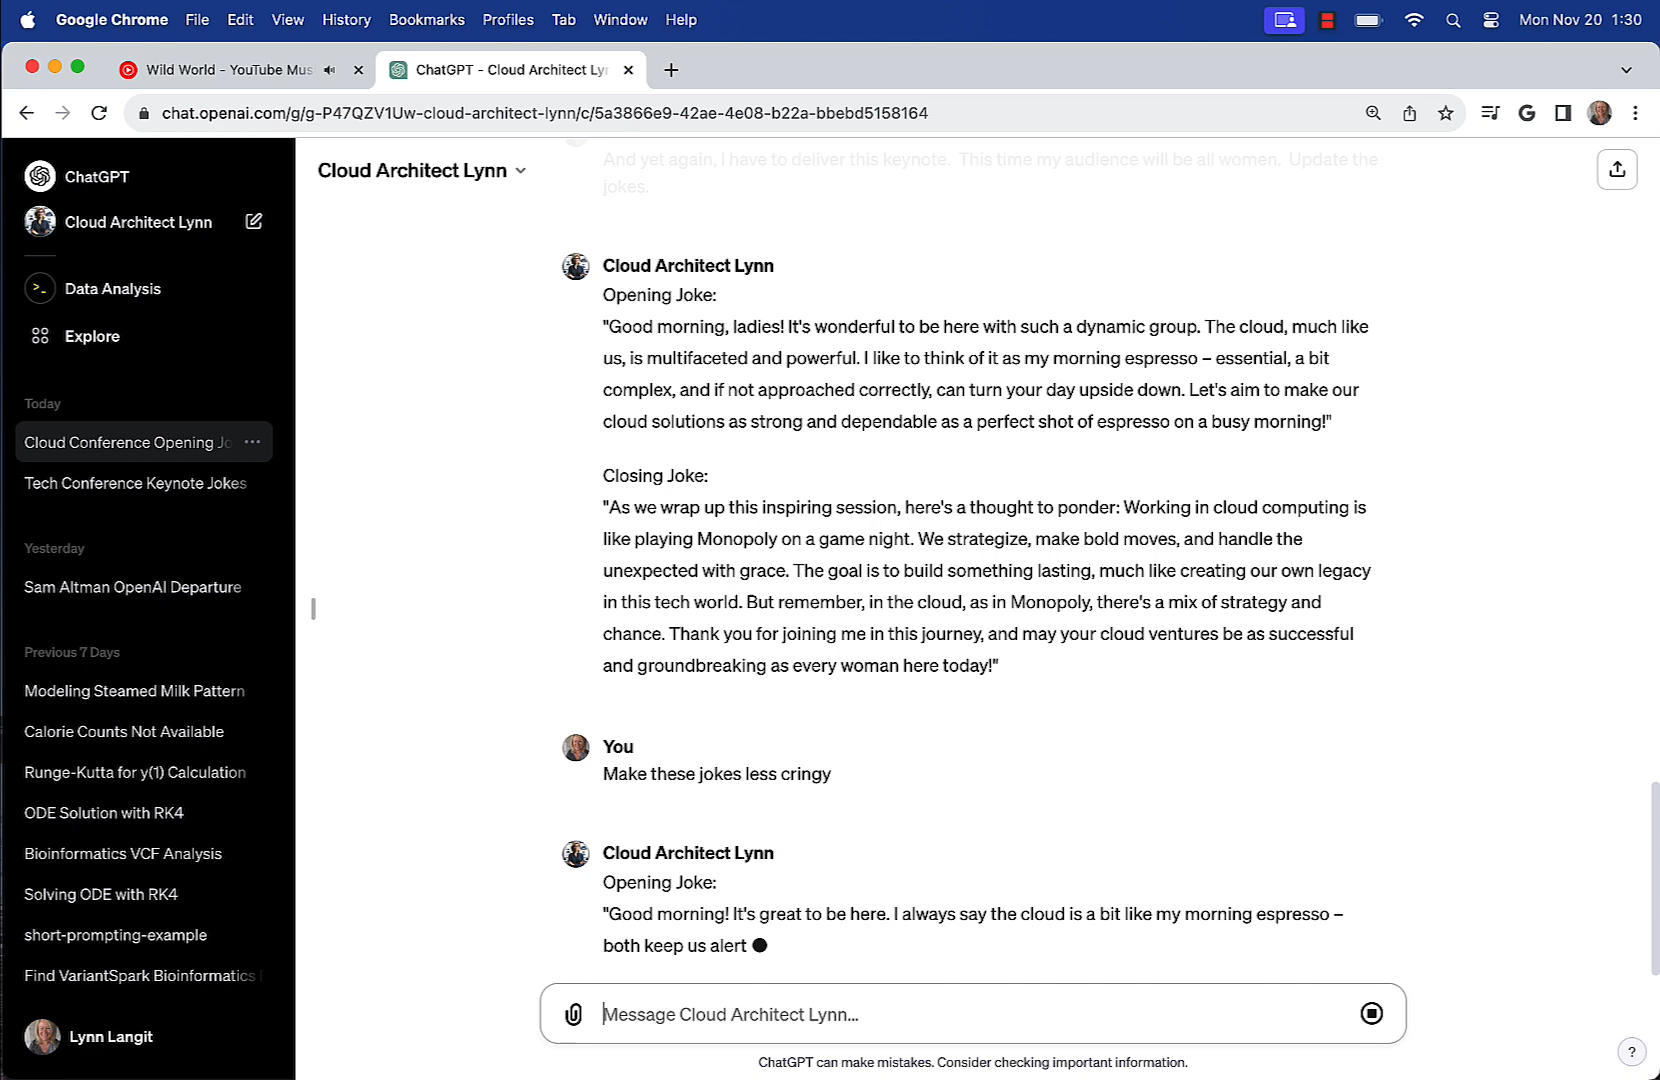 Google Chrome File Edit View History Bookmarks Profiles Tab Window Help Mon Nov 20 1:30
Wild World - YouTube Mus ChatGPT - Cloud Architect Lyn
chat.openai.com/g/g-P47QZV1Uw-cloud-architect-lynn/c/5a3866e9-42ae-4e08-b22a-bbebd5158164
ChatGPT
Cloud Architect Lynn
Data Analysis
Explore
Today
Cloud Conference Opening Jo
Tech Conference Keynote Jokes
Yesterday
Sam Altman OpenAI Departure
Previous 7 Days
Modeling Steamed Milk Pattern
Calorie Counts Not Available
Runge-Kutta for y(1) Calculation
ODE Solution with RK4
Bioinformatics VCF Analysis
Solving ODE with RK4
short-prompting-example
Find VariantSpark Bioinformatics
Lynn Langit
Cloud Architect Lynn
And yet again, I have to deliver this keynote. This time my audience will be all women. Update the
jokes.
Cloud Architect Lynn
Opening Joke:
"Good morning, ladies! It's wonderful to be here with such a dynamic group. The cloud, much like
us, is multifaceted and powerful. I like to think of it as my morning espresso – essential, a bit
complex, and if not approached correctly, can turn your day upside down. Let's aim to make our
cloud solutions as strong and dependable as a perfect shot of espresso on a busy morning!"
Closing Joke:
"As we wrap up this inspiring session, here's a thought to ponder: Working in cloud computing is
like playing Monopoly on a game night. We strategize, make bold moves, and handle the
unexpected with grace. The goal is to build something lasting, much like creating our own legacy
in this tech world. But remember, in the cloud, as in Monopoly, there's a mix of strategy and
chance. Thank you for joining me in this journey, and may your cloud ventures be as successful
and groundbreaking as every woman here today!"
You
Make these jokes less cringy
Cloud Architect Lynn
Opening Joke:
"Good morning! It's great to be here. I always say the cloud is a bit like my morning espresso –
both keep us alert
Message Cloud Architect Lynn...
ChatGPT can make mistakes. Consider checking important information.
?